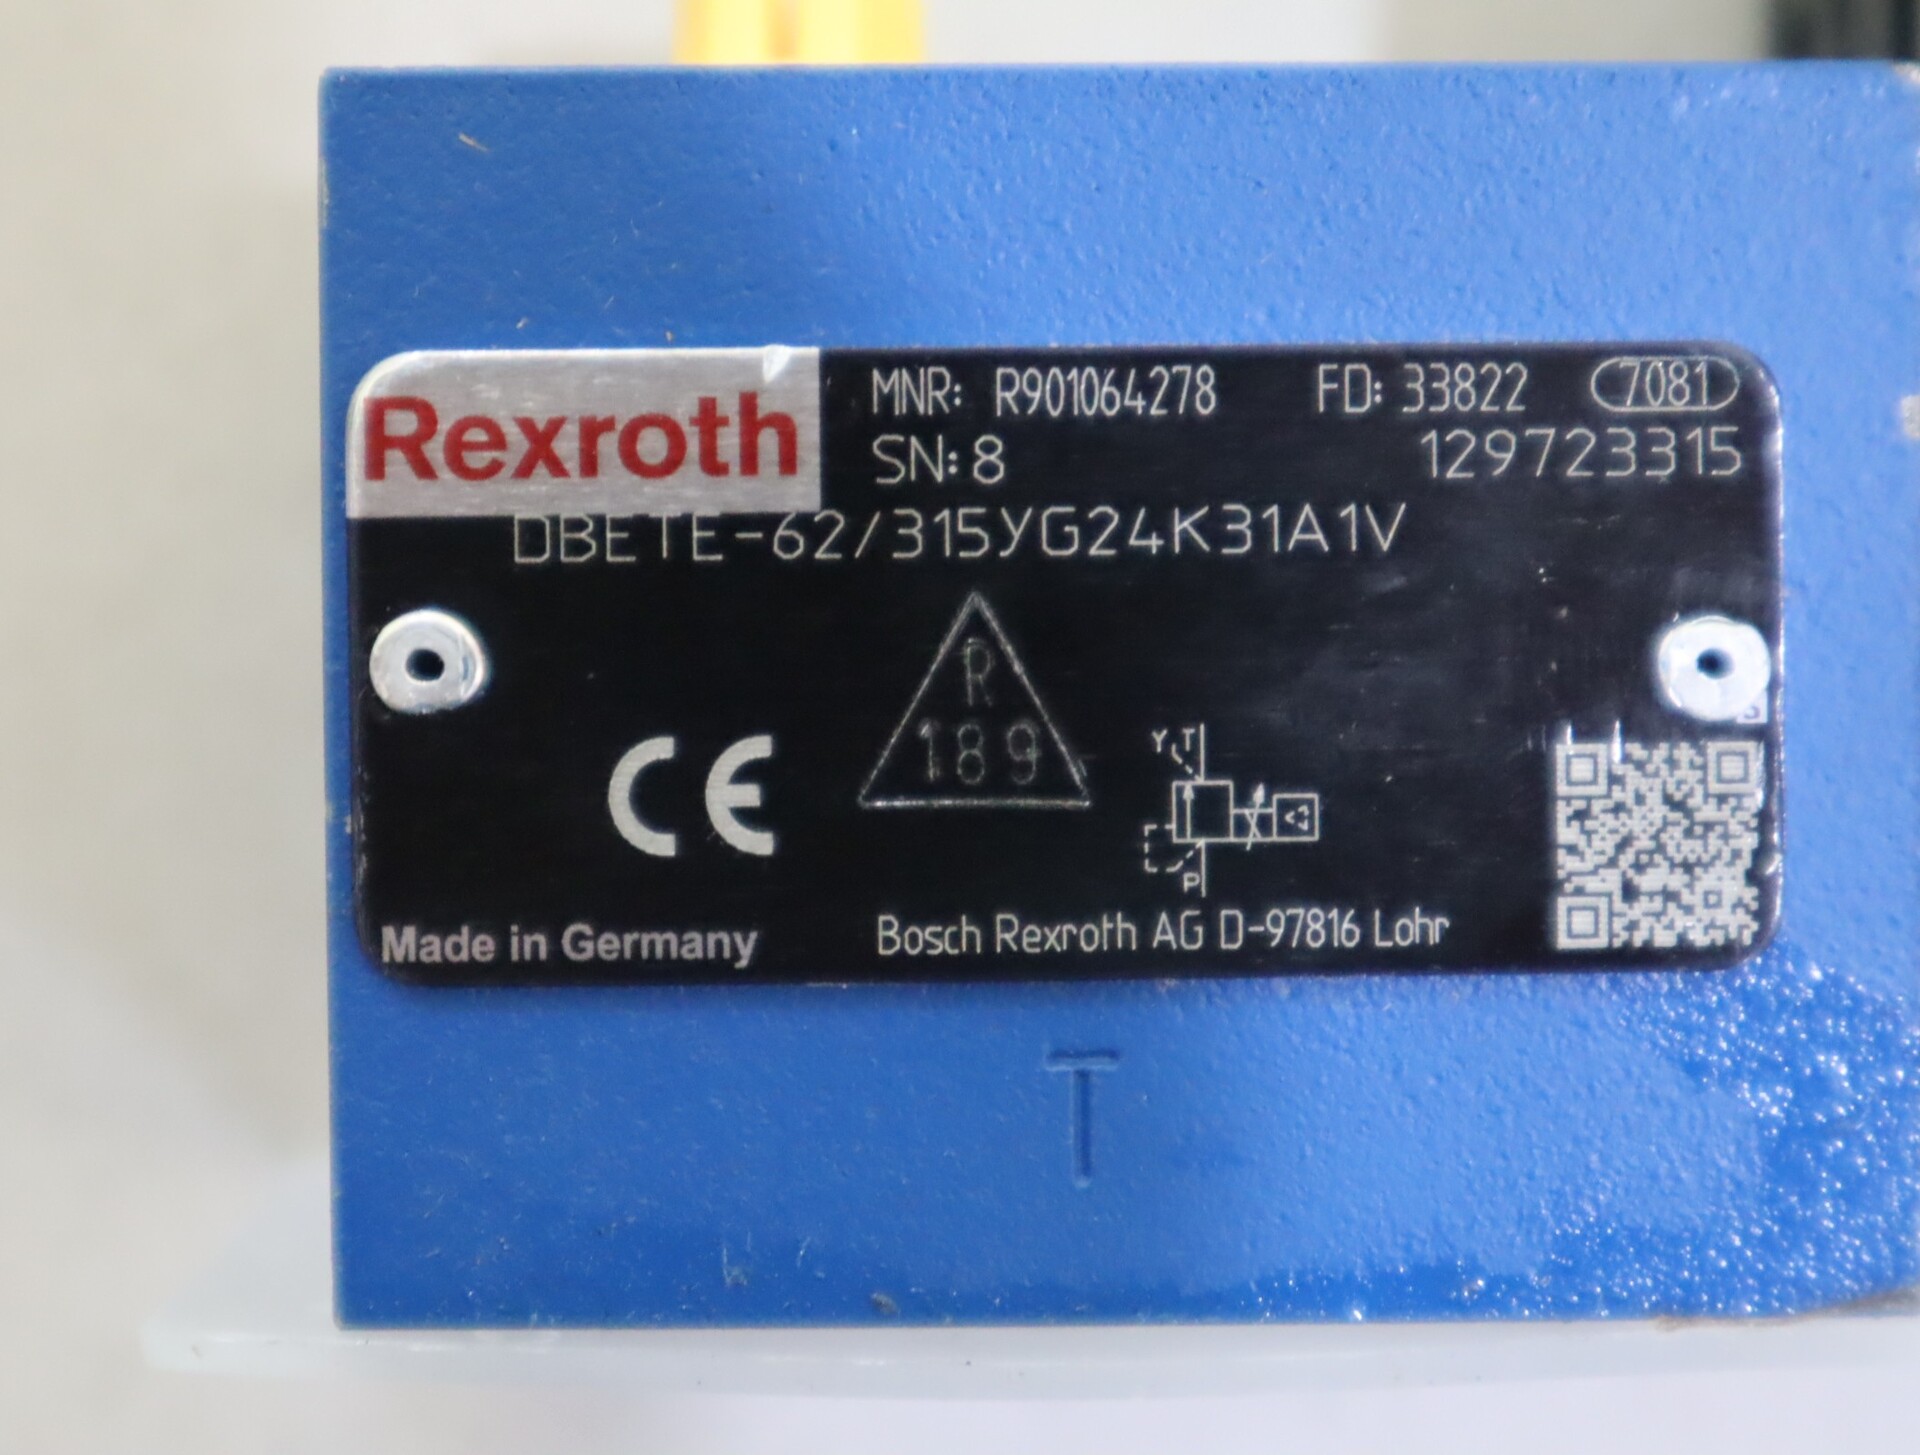 Rexroth
MNR: R901064278 FD: 33822 7081
SN: 8 129723315
DBETE-62/315YG24K31A1V
R
189
CE
Y T
P
Made in Germany
Bosch Rexroth AG D-97816 Lohr
T